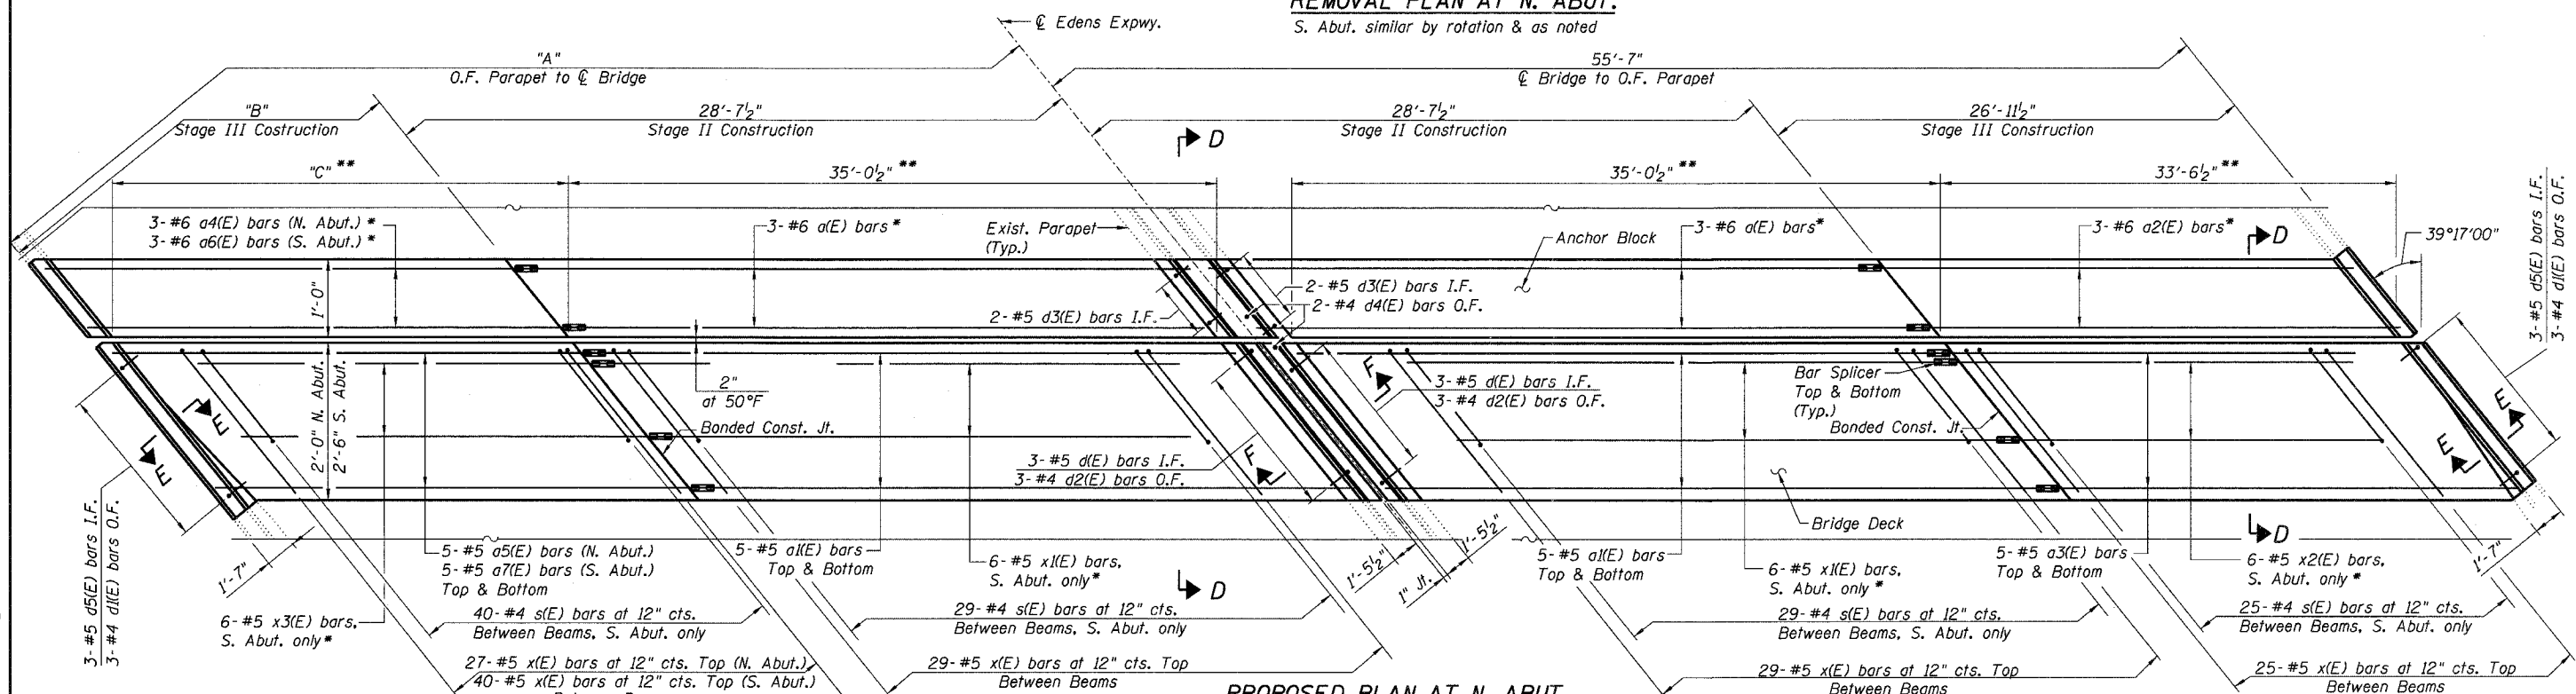 REMOVAL PLAN AT N. ABUT.
S. Abut. similar by rotation & as noted
℄ Edens Expwy.
"A"
O.F. Parapet to ℄ Bridge
55'-7"
℄ Bridge to O.F. Parapet
"B"
Stage III Costruction
28'-7½"
Stage II Construction
28'-7½"
Stage II Construction
26'-11½"
Stage III Construction
D
"C" **
35'-0½" **
35'-0½" **
33'-6½" **
3- #6 a4(E) bars (N. Abut.) *
3- #6 a6(E) bars (S. Abut.) *
3- #6 a(E) bars *
Exist. Parapet
(Typ.)
Anchor Block
3- #6 a(E) bars*
3- #6 a2(E) bars*
D
39°17'00"
3- #5 d5(E) bars I.F.
3- #4 d1(E) bars O.F.
1'-0"
2- #5 d3(E) bars I.F.
2- #5 d3(E) bars I.F.
2- #4 d4(E) bars O.F.
2'-0" N. Abut.
2'-6" S. Abut.
2"
at 50°F
Bonded Const. Jt.
E
E
F
F
3- #5 d(E) bars I.F.
3- #4 d2(E) bars O.F.
3- #5 d(E) bars I.F.
3- #4 d2(E) bars O.F.
Bar Splicer
Top & Bottom
(Typ.)
Bonded Const. Jt.
E
E
3- #5 d5(E) bars I.F.
3- #4 d1(E) bars O.F.
1'-7"
5- #5 a5(E) bars (N. Abut.)
5- #5 a7(E) bars (S. Abut.)
Top & Bottom
5- #5 a1(E) bars
Top & Bottom
6- #5 x1(E) bars,
S. Abut. only *
D
1'-5½"
1" Jt.
1'-5½"
Bridge Deck
5- #5 a1(E) bars
Top & Bottom
6- #5 x1(E) bars,
S. Abut. only *
5- #5 a3(E) bars
Top & Bottom
D
6- #5 x2(E) bars,
S. Abut. only *
1'-7"
6- #5 x3(E) bars,
S. Abut. only *
40- #4 s(E) bars at 12" cts.
Between Beams, S. Abut. only
29- #4 s(E) bars at 12" cts.
Between Beams, S. Abut. only
29- #4 s(E) bars at 12" cts.
Between Beams, S. Abut. only
25- #4 s(E) bars at 12" cts.
Between Beams, S. Abut. only
27- #5 x(E) bars at 12" cts. Top (N. Abut.)
40- #5 x(E) bars at 12" cts. Top (S. Abut.)
29- #5 x(E) bars at 12" cts. Top
Between Beams
29- #5 x(E) bars at 12" cts. Top
Between Beams
25- #5 x(E) bars at 12" cts. Top
Between Beams
PROPOSED PLAN AT N. ABUT.